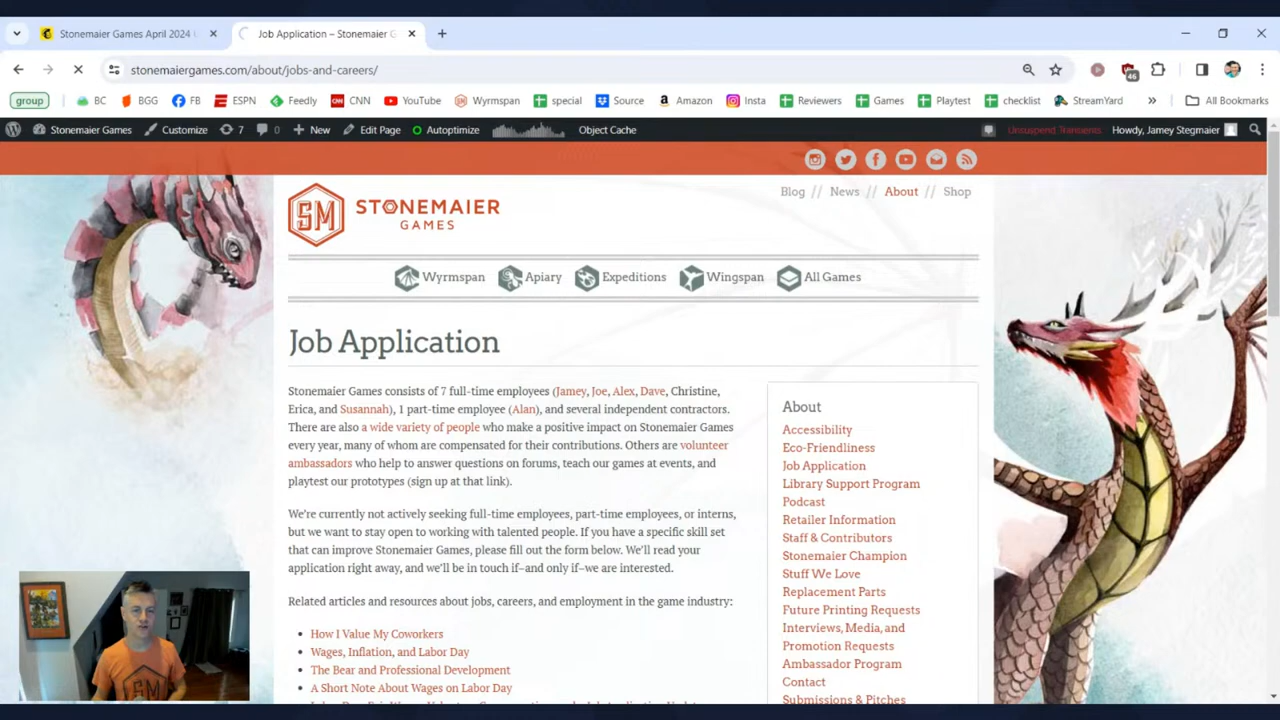 Stonemaier Games April 2024
Job Application – Stonemaier G
stonemaiergames.com/about/jobs-and-careers/
46
group
BC
BGG
FB
ESPN
Feedly
CNN
YouTube
Wyrmspan
special
Source
Amazon
Insta
Reviewers
Games
Playtest
checklist
StreamYard
»
All Bookmarks
Stonemaier Games
Customize
7
0
New
Edit Page
Autoptimize
Object Cache
Unsuspend Transients
Howdy, Jamey Stegmaier
Blog // News // About // Shop
SM
STONEMAIER
GAMES
Wyrmspan
Apiary
Expeditions
Wingspan
All Games
Job Application
Stonemaier Games consists of 7 full-time employees (Jamey, Joe, Alex, Dave, Christine,
Erica, and Susannah), 1 part-time employee (Alan), and several independent contractors.
There are also a wide variety of people who make a positive impact on Stonemaier Games
every year, many of whom are compensated for their contributions. Others are volunteer
ambassadors who help to answer questions on forums, teach our games at events, and
playtest our prototypes (sign up at that link).
We're currently not actively seeking full-time employees, part-time employees, or interns,
but we want to stay open to working with talented people. If you have a specific skill set
that can improve Stonemaier Games, please fill out the form below. We'll read your
application right away, and we'll be in touch if–and only if–we are interested.
Related articles and resources about jobs, careers, and employment in the game industry:
How I Value My Coworkers
Wages, Inflation, and Labor Day
The Bear and Professional Development
A Short Note About Wages on Labor Day
About
Accessibility
Eco-Friendliness
Job Application
Library Support Program
Podcast
Retailer Information
Staff & Contributors
Stonemaier Champion
Stuff We Love
Replacement Parts
Future Printing Requests
Interviews, Media, and
Promotion Requests
Ambassador Program
Contact
Submissions & Pitches
SM